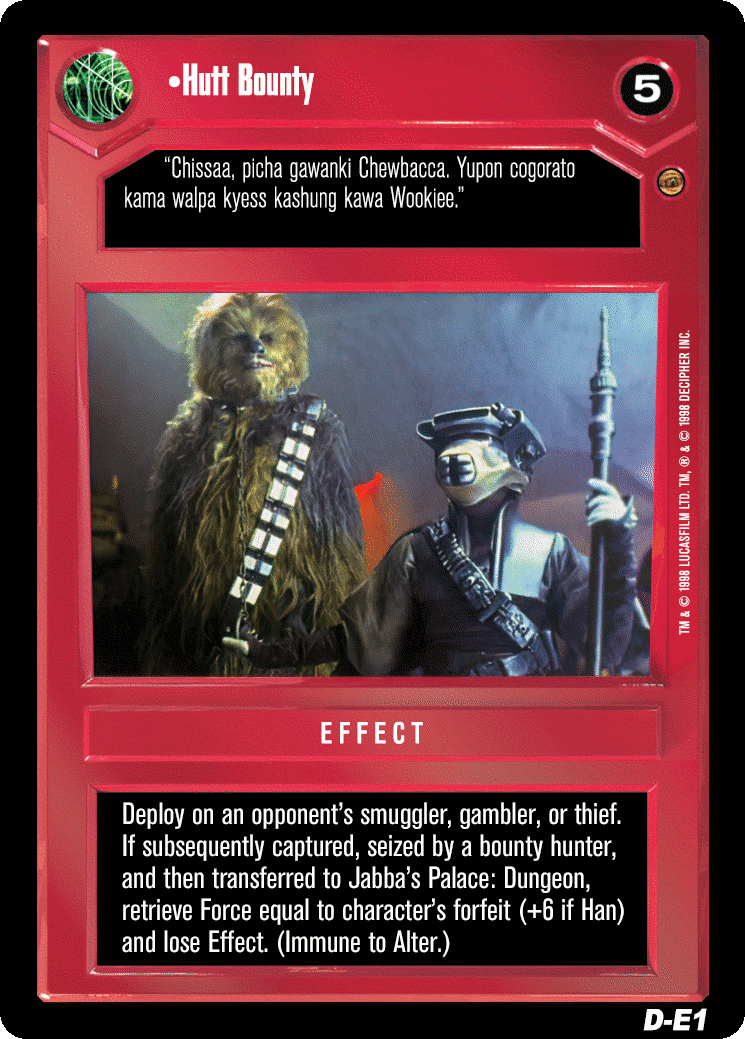 •Hutt Bounty
5
“Chissaa, picha gawanki Chewbacca. Yupon cogorato
kama walpa kyess kashung kawa Wookiee.”
TM & © 1998 LUCASFILM LTD. TM, ® & © 1998 DECIPHER INC.
EFFECT
Deploy on an opponent’s smuggler, gambler, or thief.
If subsequently captured, seized by a bounty hunter,
and then transferred to Jabba’s Palace: Dungeon,
retrieve Force equal to character’s forfeit (+6 if Han)
and lose Effect. (Immune to Alter.)
D-E1